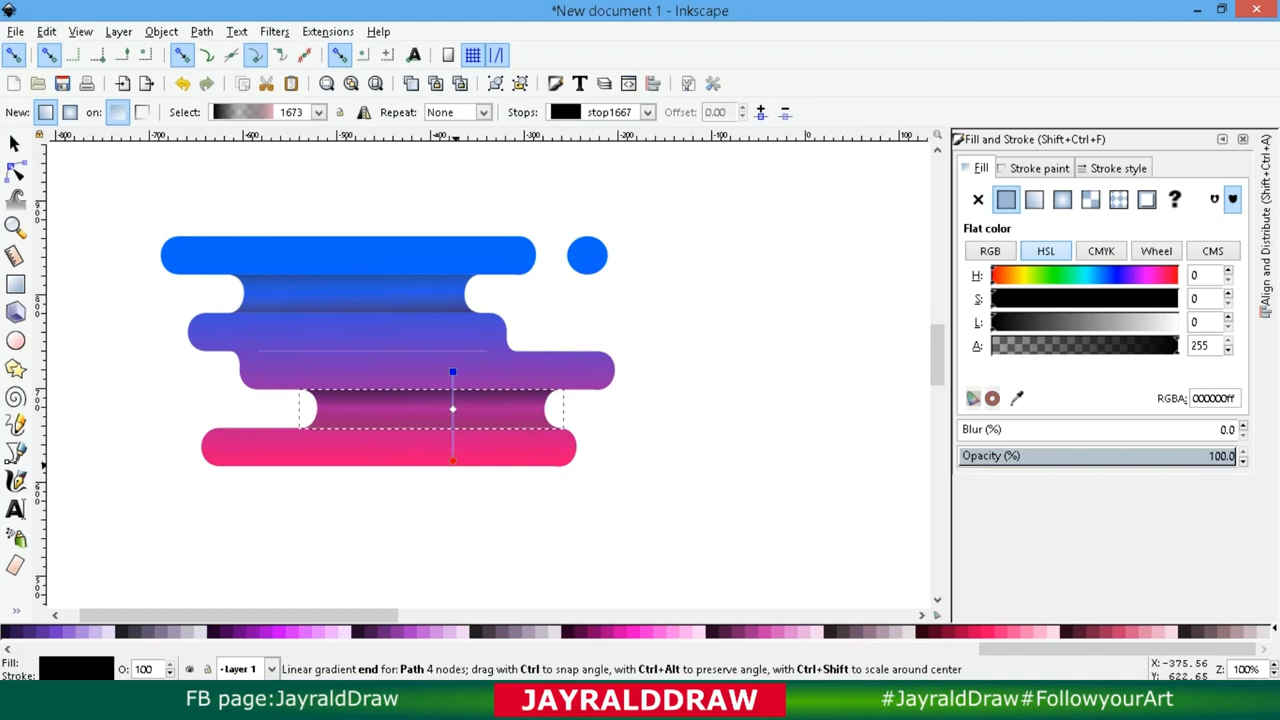 *New document 1 - Inkscape
File Edit View Layer Object Path Text Filters Extensions Help
New: on: Select: 1673 Repeat: None Stops: stop1667 Offset: 0.00
Fill and Stroke (Shift+Ctrl+F)
Fill Stroke paint Stroke style
Flat color
RGB HSL CMYK Wheel CMS
H: 0
S: 0
L: 0
A: 255
RGBA: 000000ff
Blur (%) 0.0
Opacity (%) 100.0
Align and Distribute (Shift+Ctrl+A)
Fill:
Stroke:
O: 100
Layer 1
Linear gradient end for: Path 4 nodes; drag with Ctrl to snap angle, with Ctrl+Alt to preserve angle, with Ctrl+Shift to scale around center
X: -375.56
Y: 622.65
Z: 100%
FB page:JayraldDraw
JAYRALDDRAW
#JayraldDraw#FollowyourArt